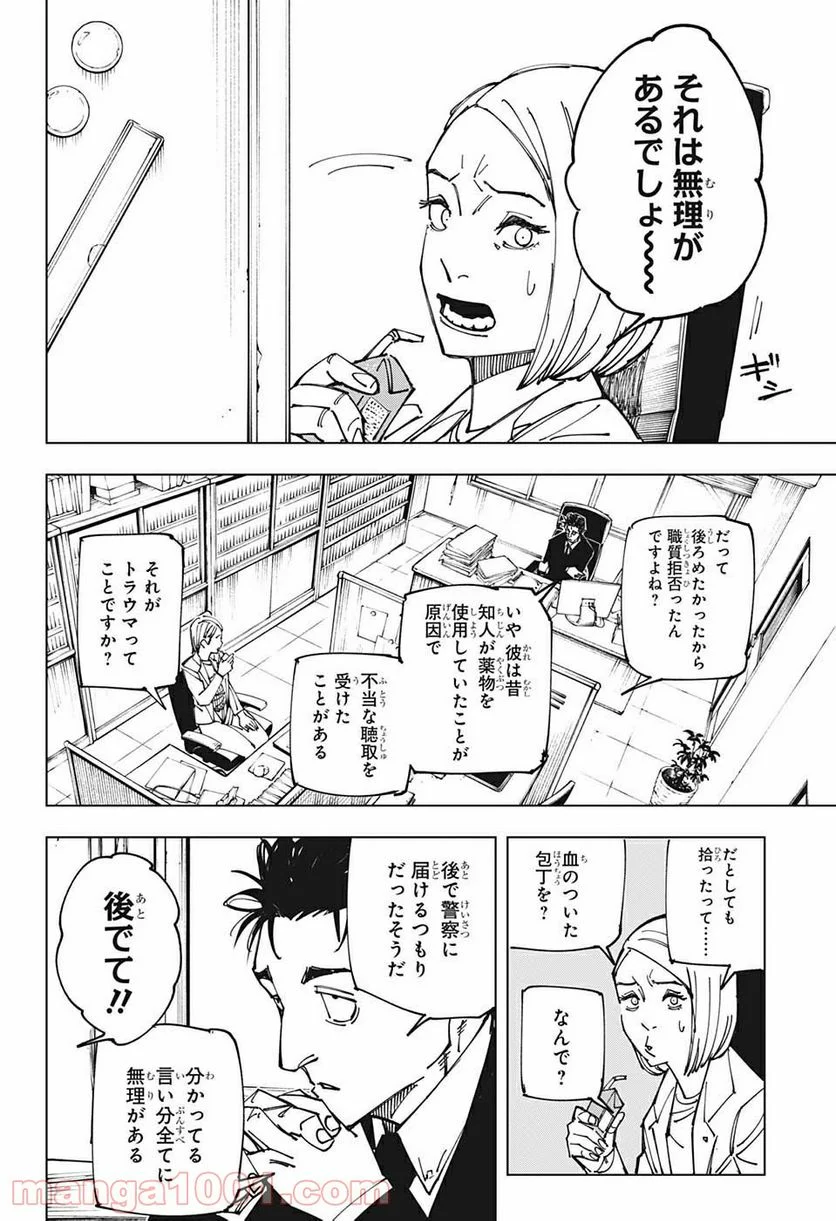 それは無理が
あるでしょ〜〜
ギシ
だって
後ろめたかったから
職質拒否ったん
ですよね?
いや 彼は昔
知人が薬物を
使用していたことが
原因で
不当な聴取を
受けた
ことがある
それが
トラウマって
ことですか?
だとしても
拾ったって……
血のついた
包丁を?
なんで?
後で警察に
届けるつもり
だったそうだ
後でて!!
分かってる
言い分全てに
無理がある
manga1001.com